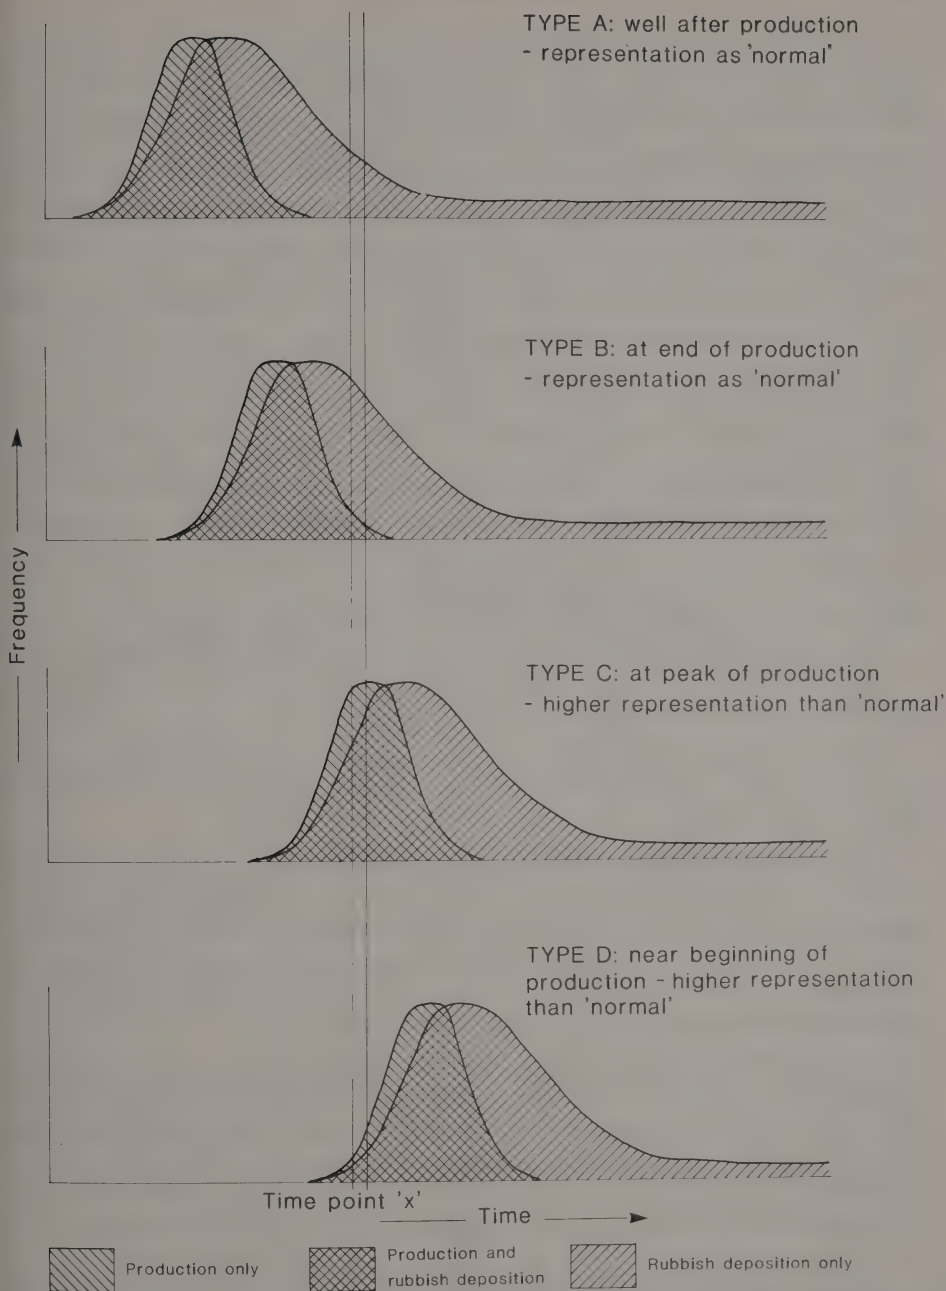 TYPE A: well after production
- representation as 'normal'
TYPE B: at end of production
- representation as 'normal'
Frequency
TYPE C: at peak of production
- higher representation than 'normal'
TYPE D: near beginning of
production - higher representation
than 'normal'
Time point 'x'
Time
Production only
Production and
rubbish deposition
Rubbish deposition only